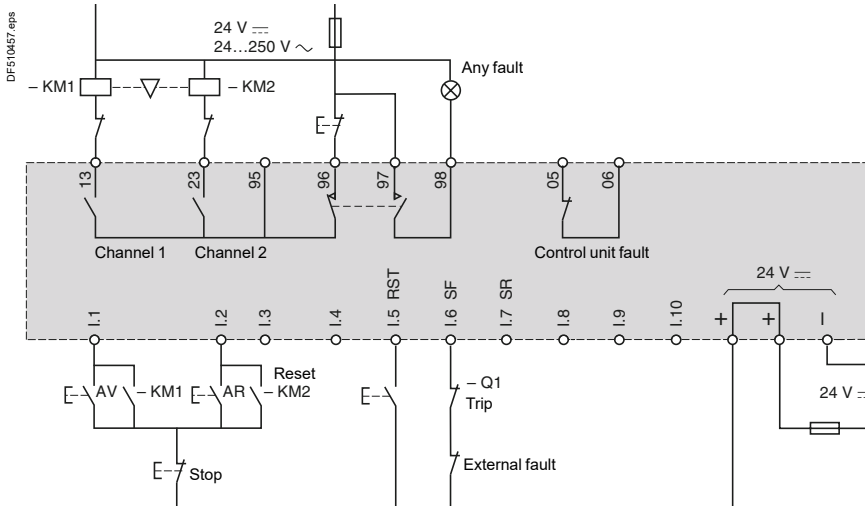 DF510457.eps
24 V ⎓
24...250 V ∼
Any fault
– KM1
– KM2
13
23
95
96
97
98
05
06
Channel 1
Channel 2
Control unit fault
24 V ⎓
I.1
I.2
I.3
I.4
I.5 RST
I.6 SF
I.7 SR
I.8
I.9
I.10
+
+
–
Reset
AV
– KM1
AR
– KM2
– Q1
Trip
24 V ⎓
External fault
Stop